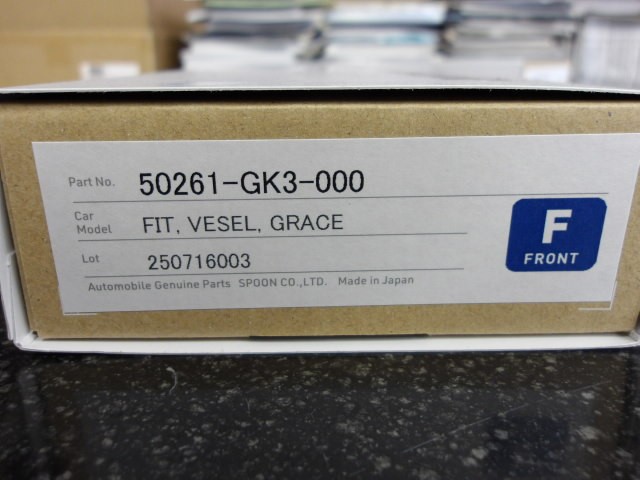 Part No. 50261-GK3-000
Car Model FIT, VESEL, GRACE
Lot 250716003
Automobile Genuine Parts SPOON CO.,LTD. Made in Japan
F
FRONT